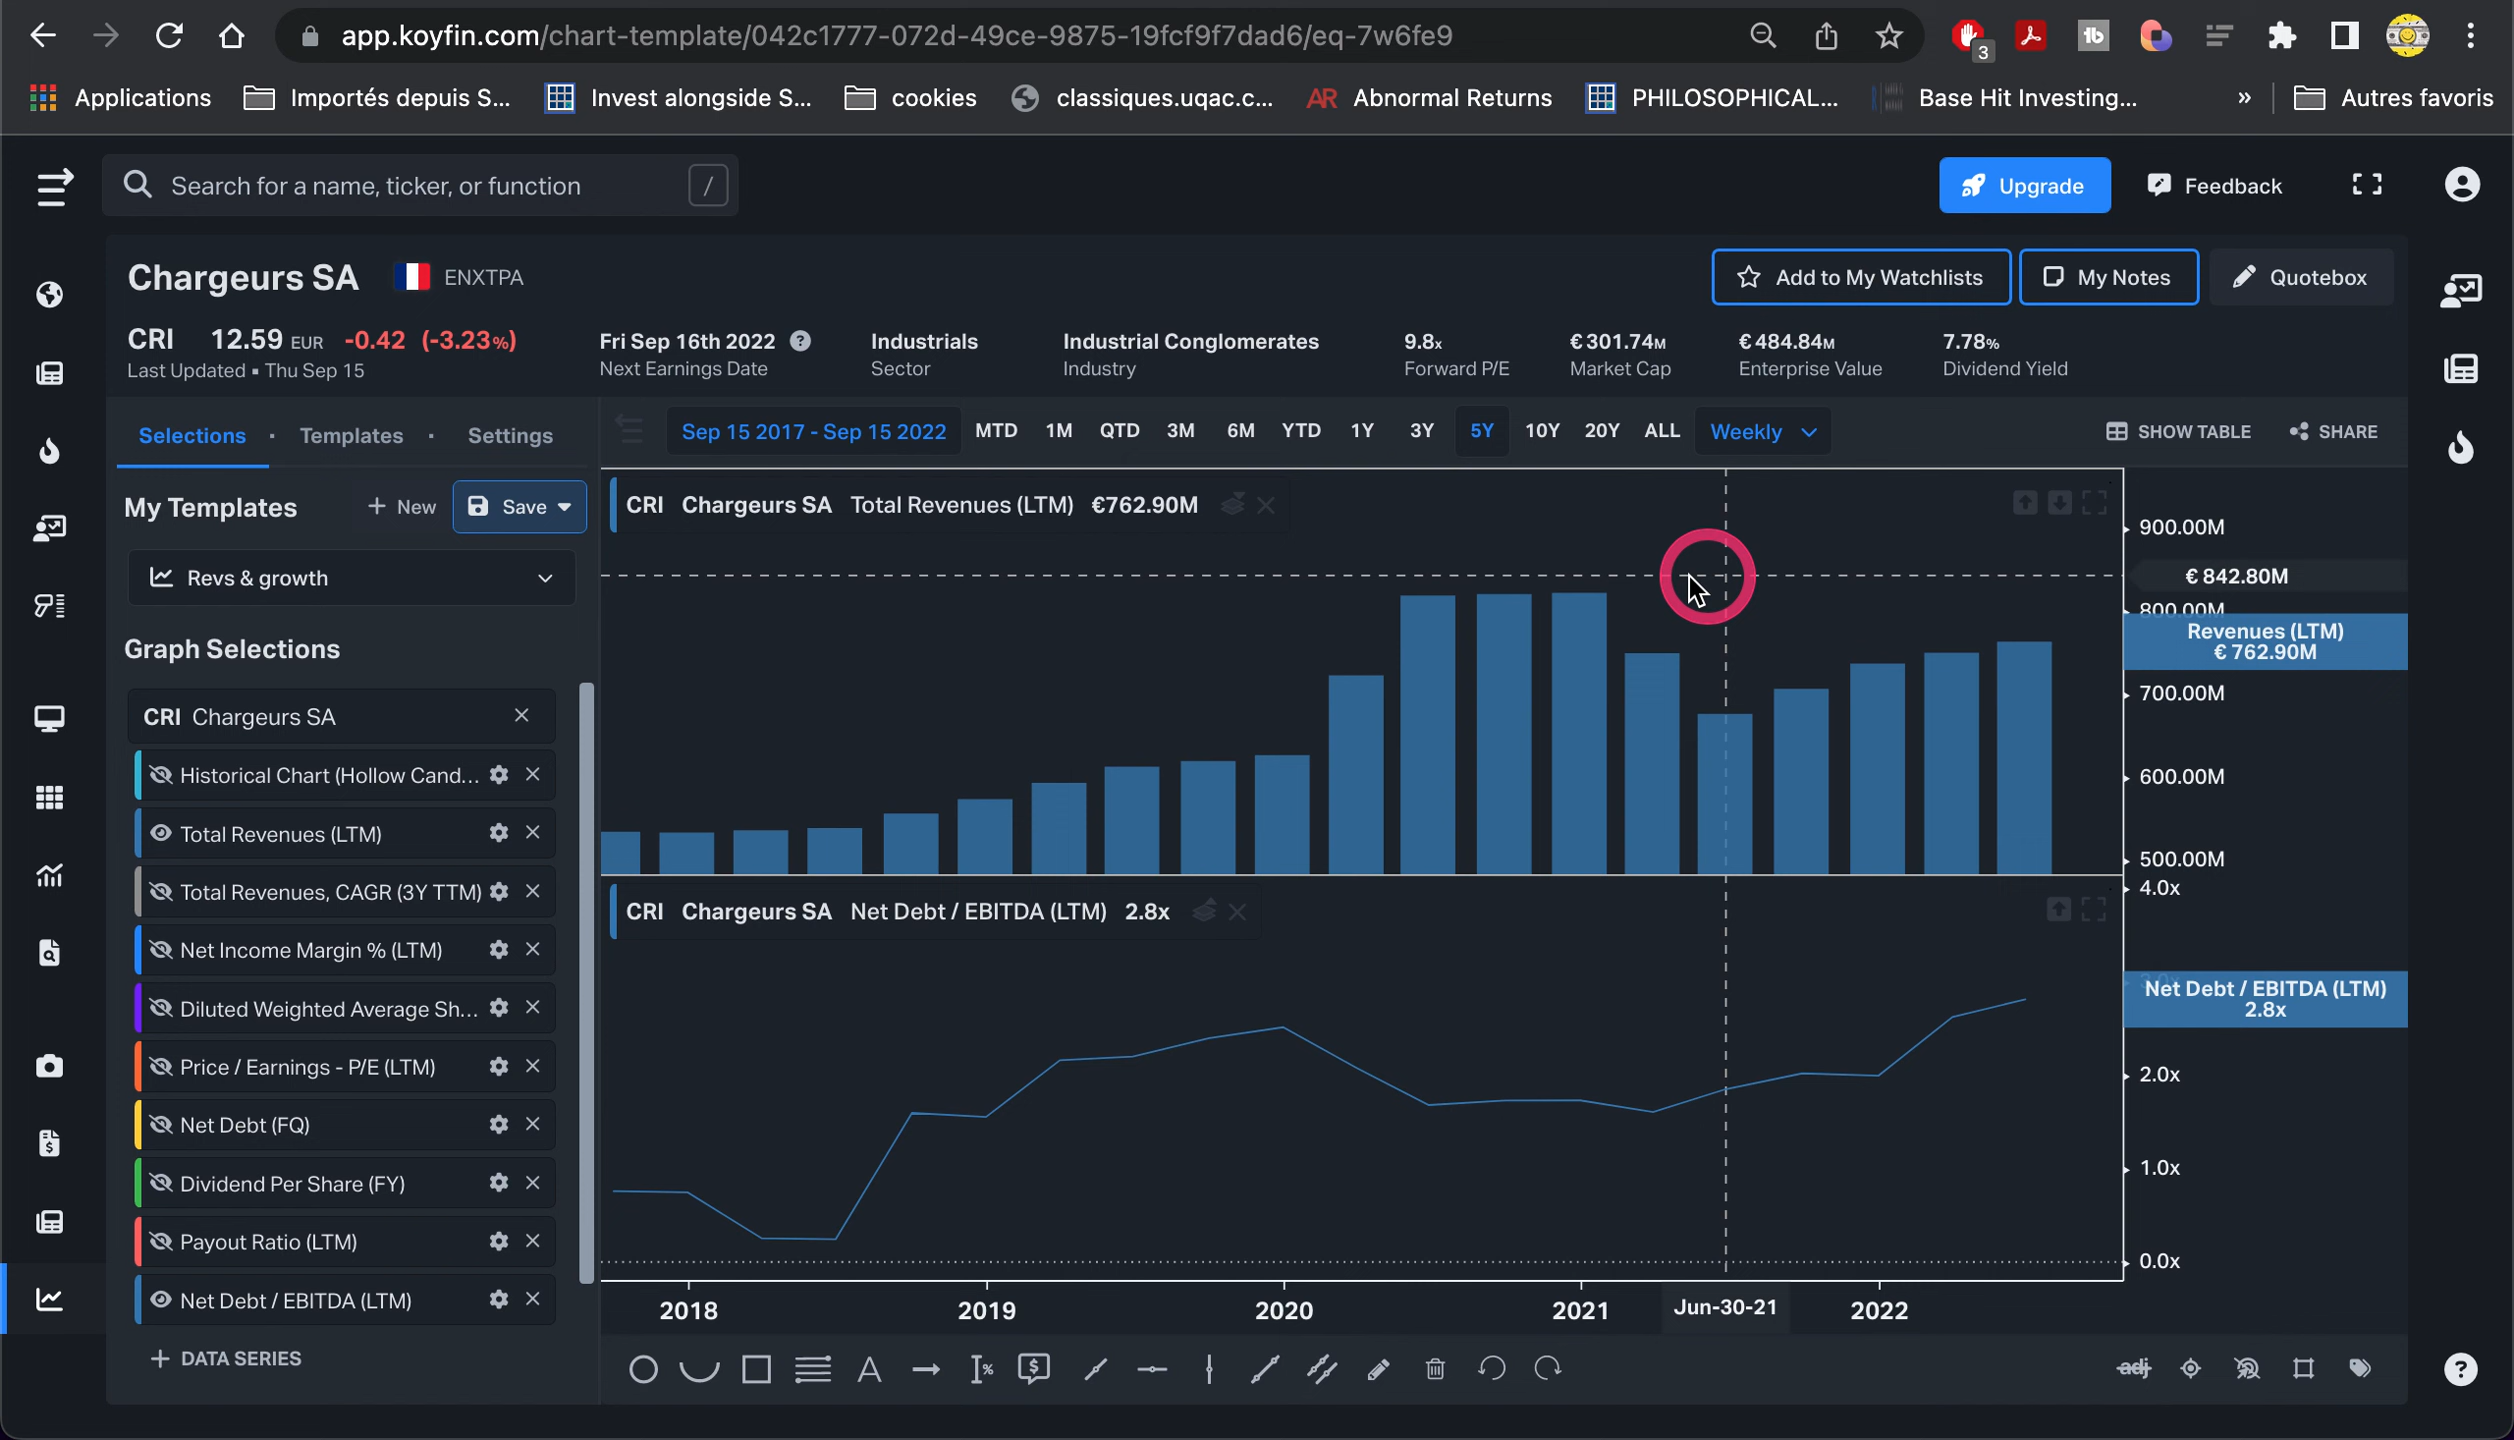 app.koyfin.com/chart-template/042c1777-072d-49ce-9875-19fcf9f7dad6/eq-7w6fe9
3
Applications
Importés depuis S...
Invest alongside S...
cookies
classiques.uqac.c...
AR Abnormal Returns
PHILOSOPHICAL...
Base Hit Investing...
»
Autres favoris
Search for a name, ticker, or function /
Upgrade
Feedback
Chargeurs SA ENXTPA
Add to My Watchlists
My Notes
Quotebox
CRI 12.59 EUR -0.42 (-3.23%)
Last Updated ▪ Thu Sep 15
Fri Sep 16th 2022 ?
Next Earnings Date
Industrials
Sector
Industrial Conglomerates
Industry
9.8x
Forward P/E
€301.74M
Market Cap
€484.84M
Enterprise Value
7.78%
Dividend Yield
Selections · Templates · Settings
Sep 15 2017 - Sep 15 2022 MTD 1M QTD 3M 6M YTD 1Y 3Y 5Y 10Y 20Y ALL Weekly
SHOW TABLE SHARE
My Templates + New Save
Revs & growth
Graph Selections
CRI Chargeurs SA
Historical Chart (Hollow Cand...
Total Revenues (LTM)
Total Revenues, CAGR (3Y TTM)
Net Income Margin % (LTM)
Diluted Weighted Average Sh...
Price / Earnings - P/E (LTM)
Net Debt (FQ)
Dividend Per Share (FY)
Payout Ratio (LTM)
Net Debt / EBITDA (LTM)
+ DATA SERIES
CRI Chargeurs SA Total Revenues (LTM) €762.90M
900.00M
€ 842.80M
800.00M
Revenues (LTM)
€ 762.90M
700.00M
600.00M
500.00M
CRI Chargeurs SA Net Debt / EBITDA (LTM) 2.8x
4.0x
3.0x
Net Debt / EBITDA (LTM)
2.8x
2.0x
1.0x
0.0x
2018 2019 2020 2021 Jun-30-21 2022
A
%
$
adj
?